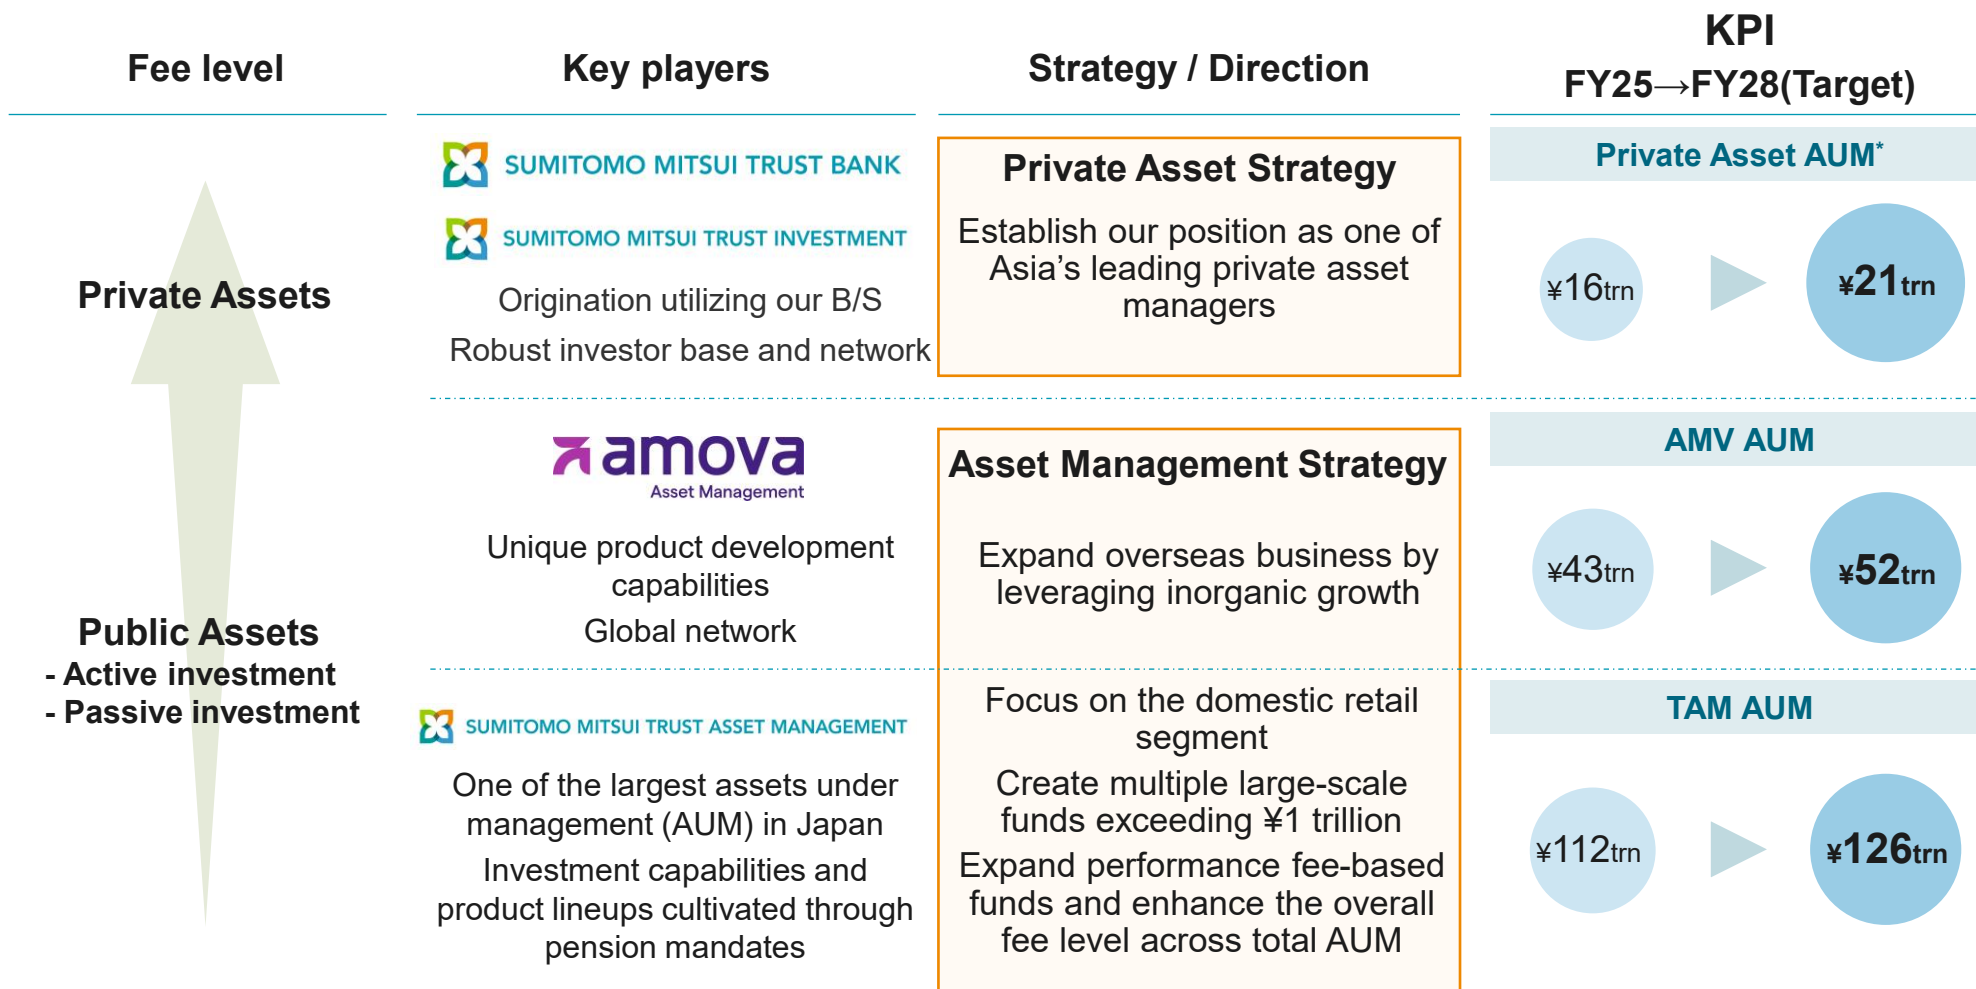 Fee level
Key players
Strategy / Direction
KPI
FY25→FY28(Target)
Private Assets
SUMITOMO MITSUI TRUST BANK
SUMITOMO MITSUI TRUST INVESTMENT
Origination utilizing our B/S
Robust investor base and network
Private Asset Strategy
Establish our position as one of
Asia’s leading private asset
managers
Private Asset AUM*
¥16trn
¥21trn
Public Assets
- Active investment
- Passive investment
amova
Asset Management
Unique product development
capabilities
Global network
Asset Management Strategy
Expand overseas business by
leveraging inorganic growth
AMV AUM
¥43trn
¥52trn
SUMITOMO MITSUI TRUST ASSET MANAGEMENT
One of the largest assets under
management (AUM) in Japan
Investment capabilities and
product lineups cultivated through
pension mandates
Focus on the domestic retail
segment
Create multiple large-scale
funds exceeding ¥1 trillion
Expand performance fee-based
funds and enhance the overall
fee level across total AUM
TAM AUM
¥112trn
¥126trn